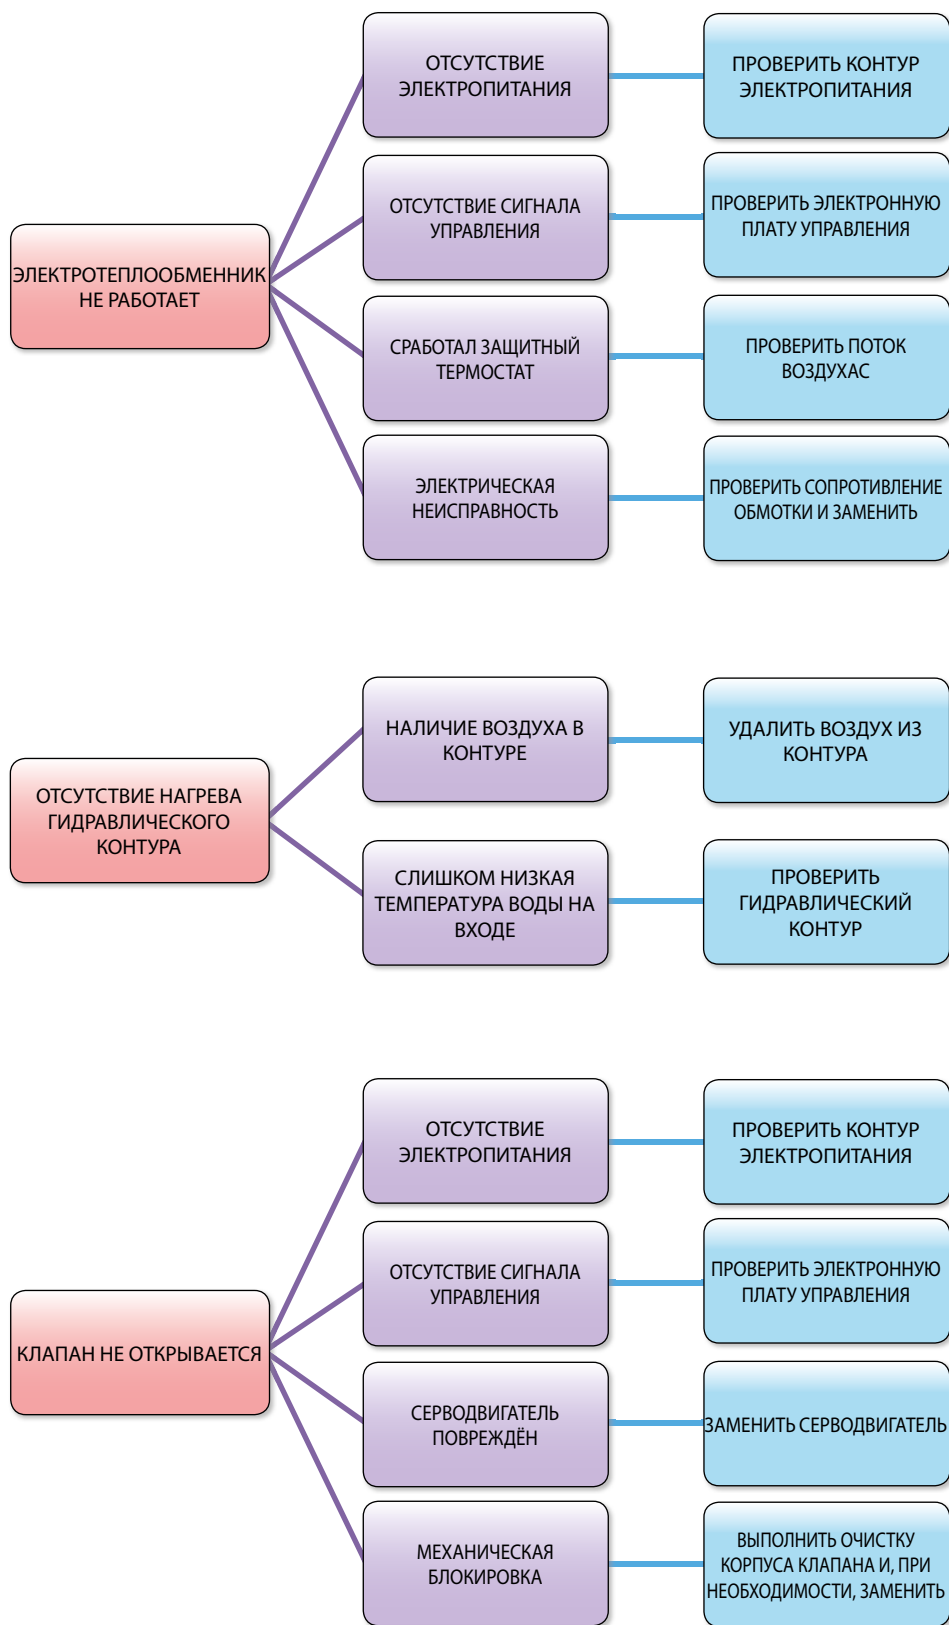 ЭЛЕКТРОТЕПЛООБМЕННИК
НЕ РАБОТАЕТ
ОТСУТСТВИЕ
ЭЛЕКТРОПИТАНИЯ
ПРОВЕРИТЬ КОНТУР
ЭЛЕКТРОПИТАНИЯ
ОТСУТСТВИЕ СИГНАЛА
УПРАВЛЕНИЯ
ПРОВЕРИТЬ ЭЛЕКТРОННУЮ
ПЛАТУ УПРАВЛЕНИЯ
СРАБОТАЛ ЗАЩИТНЫЙ
ТЕРМОСТАТ
ПРОВЕРИТЬ ПОТОК
ВОЗДУХАС
ЭЛЕКТРИЧЕСКАЯ
НЕИСПРАВНОСТЬ
ПРОВЕРИТЬ СОПРОТИВЛЕНИЕ
ОБМОТКИ И ЗАМЕНИТЬ
ОТСУТСТВИЕ НАГРЕВА
ГИДРАВЛИЧЕСКОГО
КОНТУРА
НАЛИЧИЕ ВОЗДУХА В
КОНТУРЕ
УДАЛИТЬ ВОЗДУХ ИЗ
КОНТУРА
СЛИШКОМ НИЗКАЯ
ТЕМПЕРАТУРА ВОДЫ НА
ВХОДЕ
ПРОВЕРИТЬ
ГИДРАВЛИЧЕСКИЙ
КОНТУР
КЛАПАН НЕ ОТКРЫВАЕТСЯ
ОТСУТСТВИЕ
ЭЛЕКТРОПИТАНИЯ
ПРОВЕРИТЬ КОНТУР
ЭЛЕКТРОПИТАНИЯ
ОТСУТСТВИЕ СИГНАЛА
УПРАВЛЕНИЯ
ПРОВЕРИТЬ ЭЛЕКТРОННУЮ
ПЛАТУ УПРАВЛЕНИЯ
СЕРВОДВИГАТЕЛЬ
ПОВРЕЖДЁН
ЗАМЕНИТЬ СЕРВОДВИГАТЕЛЬ
МЕХАНИЧЕСКАЯ
БЛОКИРОВКА
ВЫПОЛНИТЬ ОЧИСТКУ
КОРПУСА КЛАПАНА И, ПРИ
НЕОБХОДИМОСТИ, ЗАМЕНИТЬ